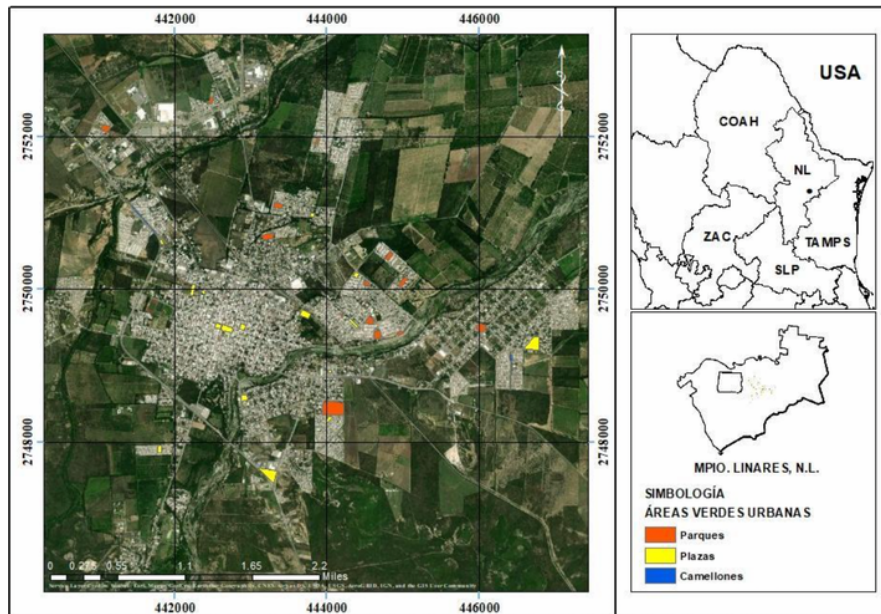 442000 444000 446000
2752000 2752000
2750000 2750000
2748000 2748000
0 0.275 0.55 1.1 1.65 2.2
Miles
442000 444000 446000
USA
COAH
NL
ZAC
TAMPS
SLP
MPIO. LINARES, N.L.
SIMBOLOGÍA
ÁREAS VERDES URBANAS
Parques
Plazas
Camellones